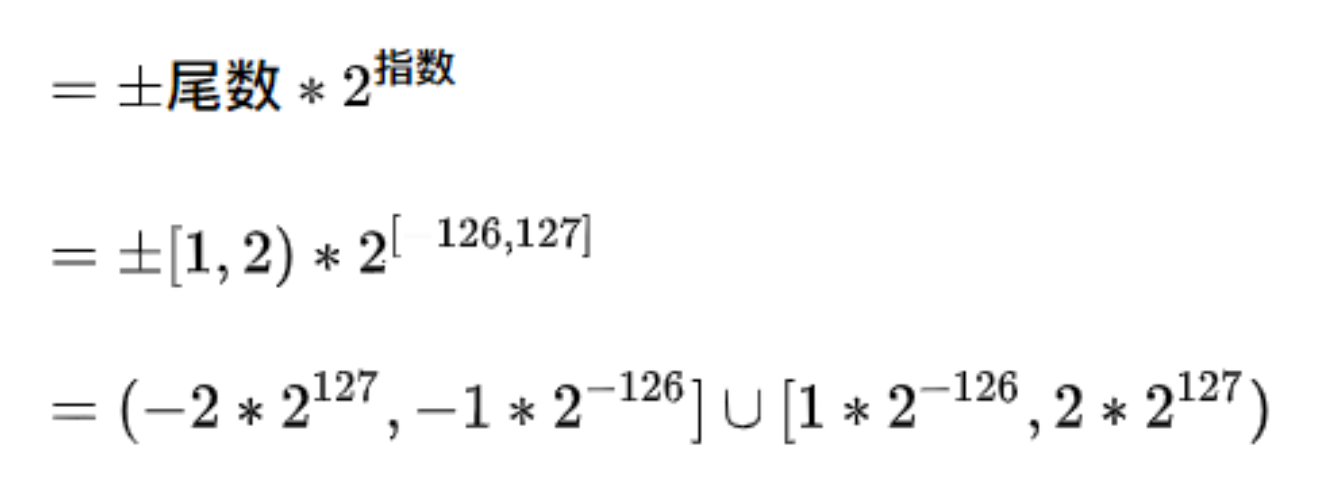 = ±尾数 * 2^指数
= ±[1, 2) * 2^[ 126,127]
= (−2 * 2^127, −1 * 2^−126] ∪ [1 * 2^−126, 2 * 2^127)